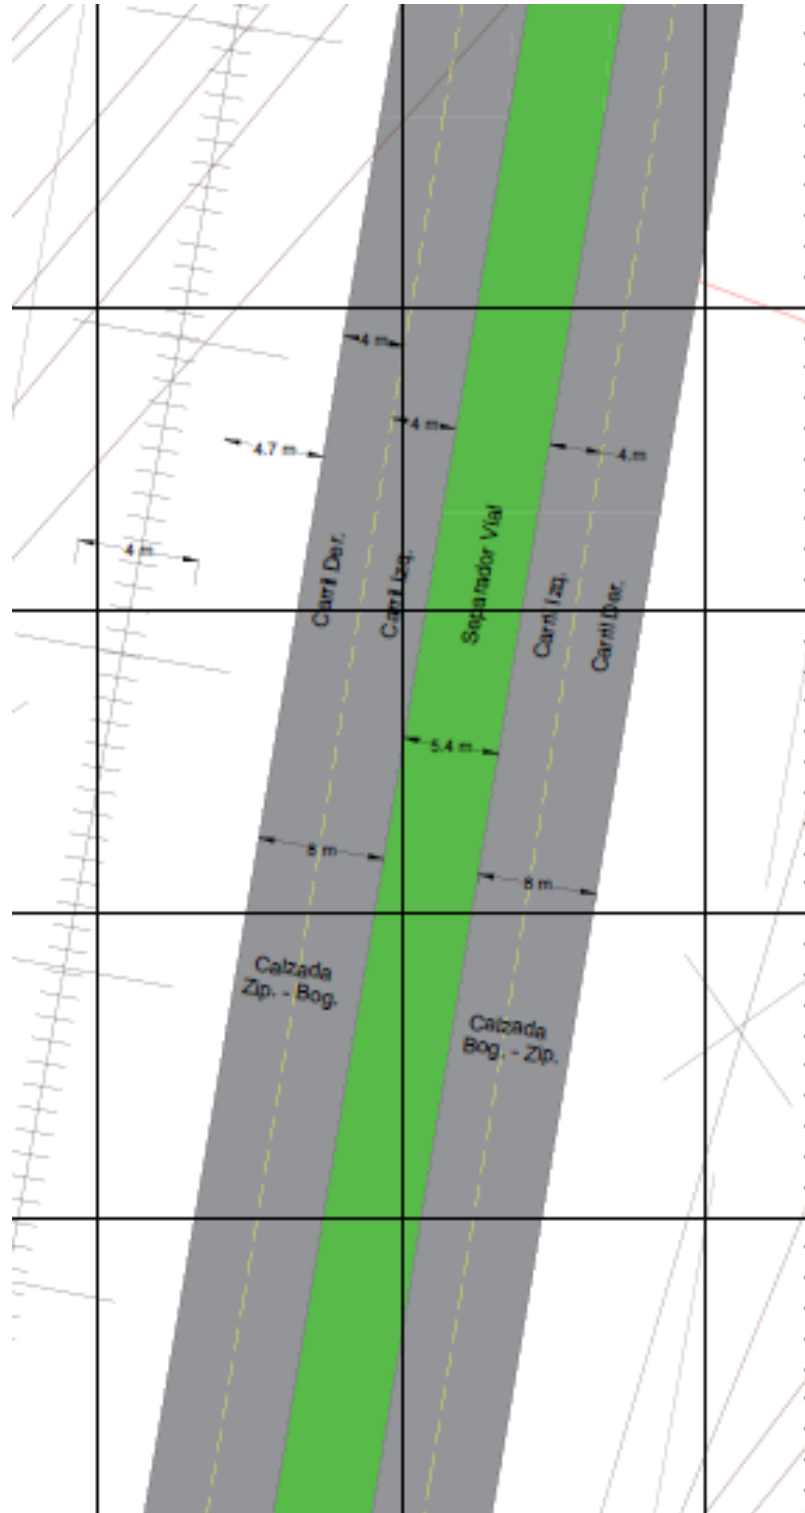 4 m
4 m
4.7 m
4.m
4 m
Carril Der.
Carril Izq.
Separador Vial
Carril Izq.
Carril Der.
5.4 m
8 m
8 m
Calzada
Zip. - Bog.
Calzada
Bog. - Zip.